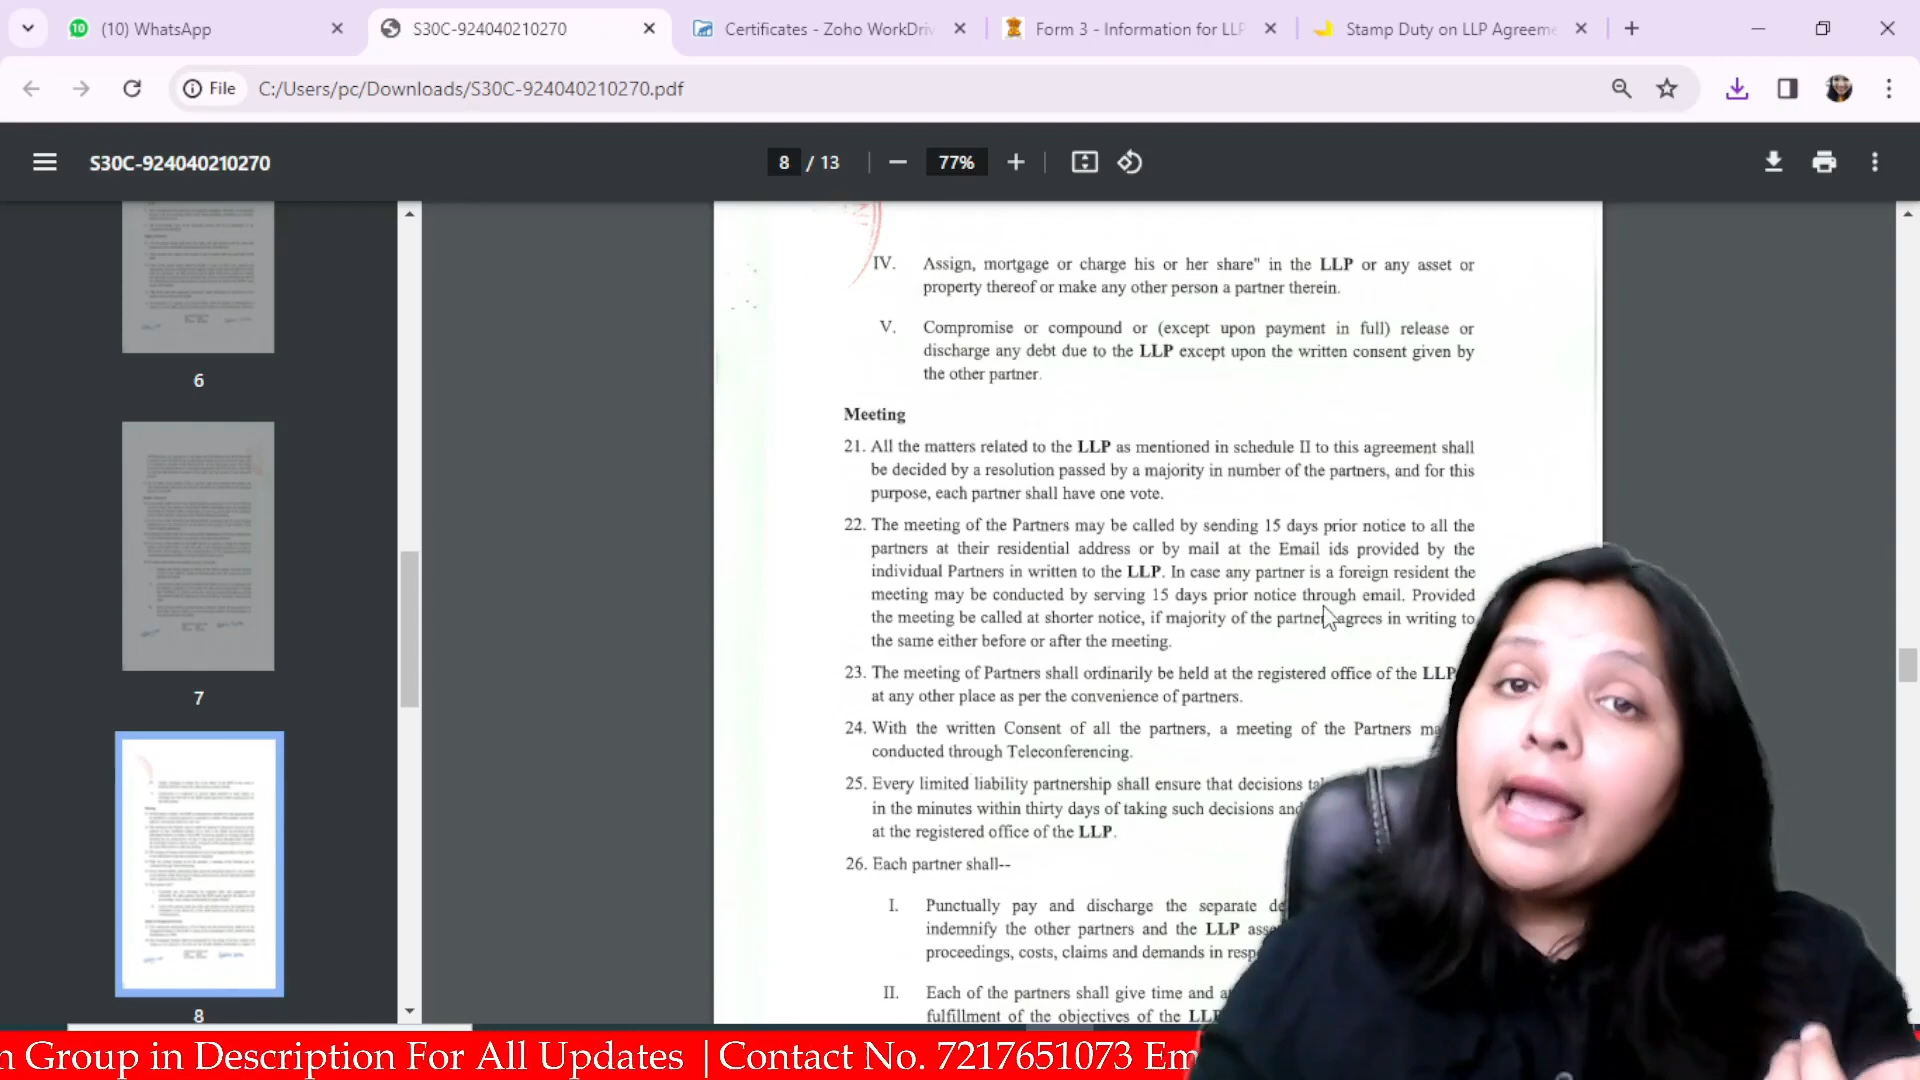 (10) WhatsApp
S30C-924040210270
Certificates - Zoho WorkDriv
Form 3 - Information for LLP
Stamp Duty on LLP Agreeme
File
C:/Users/pc/Downloads/S30C-924040210270.pdf
S30C-924040210270
8 / 13
77%
6
7
8
IV. Assign, mortgage or charge his or her share" in the LLP or any asset or
property thereof or make any other person a partner therein.
V. Compromise or compound or (except upon payment in full) release or
discharge any debt due to the LLP except upon the written consent given by
the other partner.
Meeting
21. All the matters related to the LLP as mentioned in schedule II to this agreement shall
be decided by a resolution passed by a majority in number of the partners, and for this
purpose, each partner shall have one vote.
22. The meeting of the Partners may be called by sending 15 days prior notice to all the
partners at their residential address or by mail at the Email ids provided by the
individual Partners in written to the LLP. In case any partner is a foreign resident the
meeting may be conducted by serving 15 days prior notice through email. Provided
the meeting be called at shorter notice, if majority of the partner agrees in writing to
the same either before or after the meeting.
23. The meeting of Partners shall ordinarily be held at the registered office of the LLP
at any other place as per the convenience of partners.
24. With the written Consent of all the partners, a meeting of the Partners ma
conducted through Teleconferencing.
25. Every limited liability partnership shall ensure that decisions ta
in the minutes within thirty days of taking such decisions and
at the registered office of the LLP.
26. Each partner shall--
I. Punctually pay and discharge the separate de
indemnify the other partners and the LLP asse
proceedings, costs, claims and demands in resp
II. Each of the partners shall give time and a
fulfillment of the objectives of the LLP
n Group in Description For All Updates |Contact No. 7217651073 Em